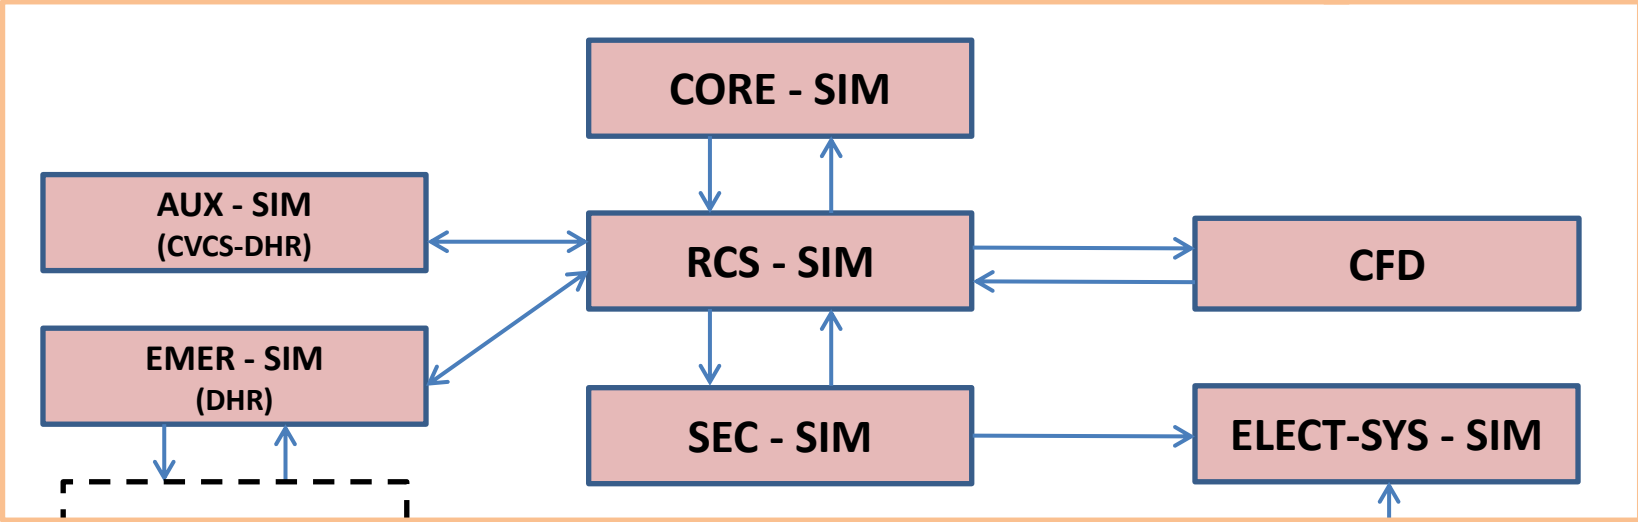 CORE - SIM
AUX - SIM
(CVCS-DHR)
RCS - SIM
CFD
EMER - SIM
(DHR)
SEC - SIM
ELECT-SYS - SIM